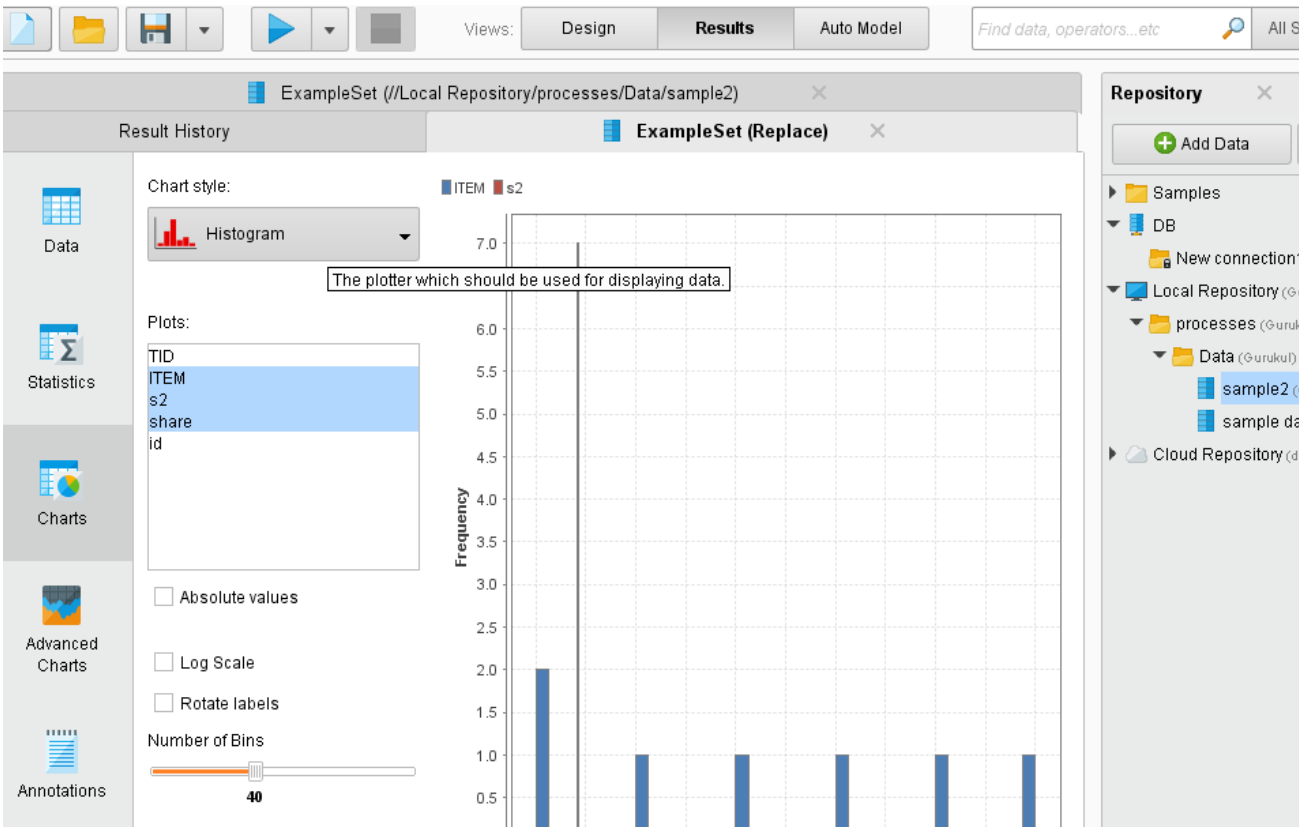 Views: Design Results Auto Model Find data, operators...etc All S
ExampleSet (//Local Repository/processes/Data/sample2)
Result History ExampleSet (Replace)
Data
Statistics
Charts
Advanced
Charts
Annotations
Chart style:
Histogram
The plotter which should be used for displaying data.
Plots:
TID
ITEM
s2
share
id
Absolute values
Log Scale
Rotate labels
Number of Bins
40
ITEM s2
Frequency
7.0
6.0
5.5
5.0
4.5
4.0
3.5
3.0
2.5
2.0
1.5
1.0
0.5
Repository
Add Data
Samples
DB
New connection
Local Repository (G
processes (Guruk
Data (Gurukul)
sample2 (
sample da
Cloud Repository (d